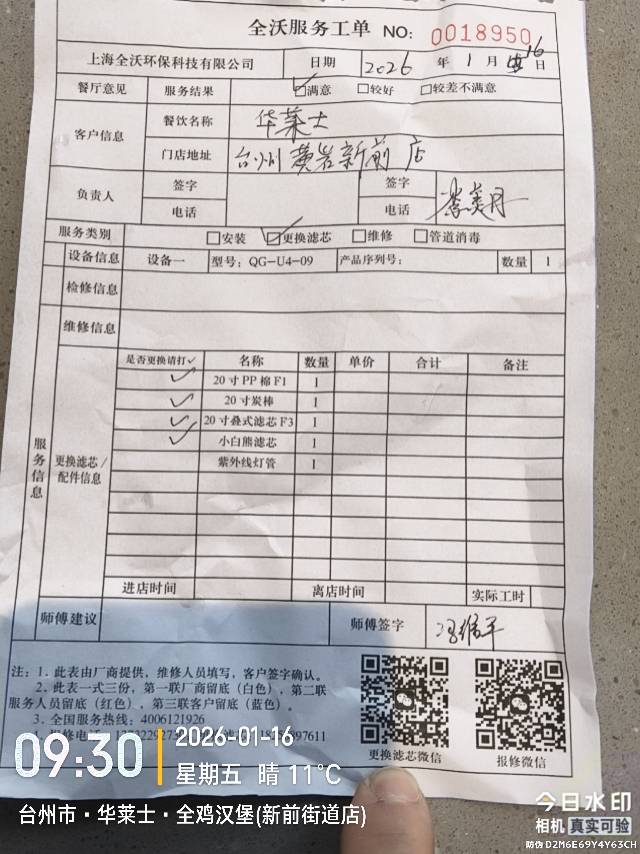 全沃服务工单 NO: 0018950
上海全沃环保科技有限公司 日期 2026 年 1 月 16 日
餐厅意见 服务结果 ☑满意 □较好 □较差不满意
客户信息 餐饮名称 华莱士
门店地址 台州黄岩新前店
负责人 签字 签字
电话 电话
服务类别 □安装 ☑更换滤芯 □维修 □管道消毒
设备信息 设备一 型号: QG-U4-09 产品序列号: 数量 1
检修信息
维修信息
服务信息
更换滤芯/配件信息
是否更换请打✓ 名称 数量 单价 合计 备注
✓ 20寸PP棉F1 1
✓ 20寸炭棒 1
✓ 20寸叠式滤芯F3 1
✓ 小白熊滤芯 1
紫外线灯管 1
进店时间 离店时间 实际工时
师傅建议 师傅签字
注: 1. 此表由厂商提供, 维修人员填写, 客户签字确认。
2. 此表一式三份, 第一联厂商留底 (白色), 第二联
服务人员留底 (红色), 第三联客户留底 (蓝色)。
3. 全国服务热线: 4006121926
更换滤芯微信 报修微信
09:30 2026-01-16
星期五 晴 11°C
台州市·华莱士·全鸡汉堡(新前街道店)
今日水印
相机 真实可验
防伪 D2M6E69Y4Y63CH